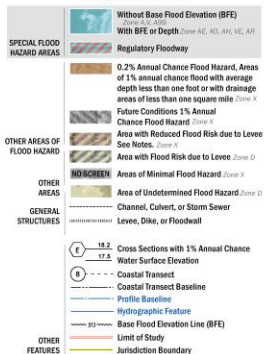 Without Base Flood Elevation (BFE)
Zone A,V, A99
With BFE or Depth Zone AE, AO, AH, VE, AR
SPECIAL FLOOD
HAZARD AREAS
Regulatory Floodway
0.2% Annual Chance Flood Hazard, Areas
of 1% annual chance flood with average
depth less than one foot or with drainage
areas of less than one square mile Zone X
Future Conditions 1% Annual
Chance Flood Hazard Zone X
Area with Reduced Flood Risk due to Levee
See Notes. Zone X
OTHER AREAS OF
FLOOD HAZARD
Area with Flood Risk due to Levee Zone D
NO SCREEN Areas of Minimal Flood Hazard Zone X
OTHER
AREAS
Area of Undetermined Flood Hazard Zone D
GENERAL
STRUCTURES
Channel, Culvert, or Storm Sewer
Levee, Dike, or Floodwall
E 18.2 Cross Sections with 1% Annual Chance
17.5 Water Surface Elevation
8 Coastal Transect
Coastal Transect Baseline
Profile Baseline
Hydrographic Feature
513 Base Flood Elevation Line (BFE)
Limit of Study
Jurisdiction Boundary
OTHER
FEATURES